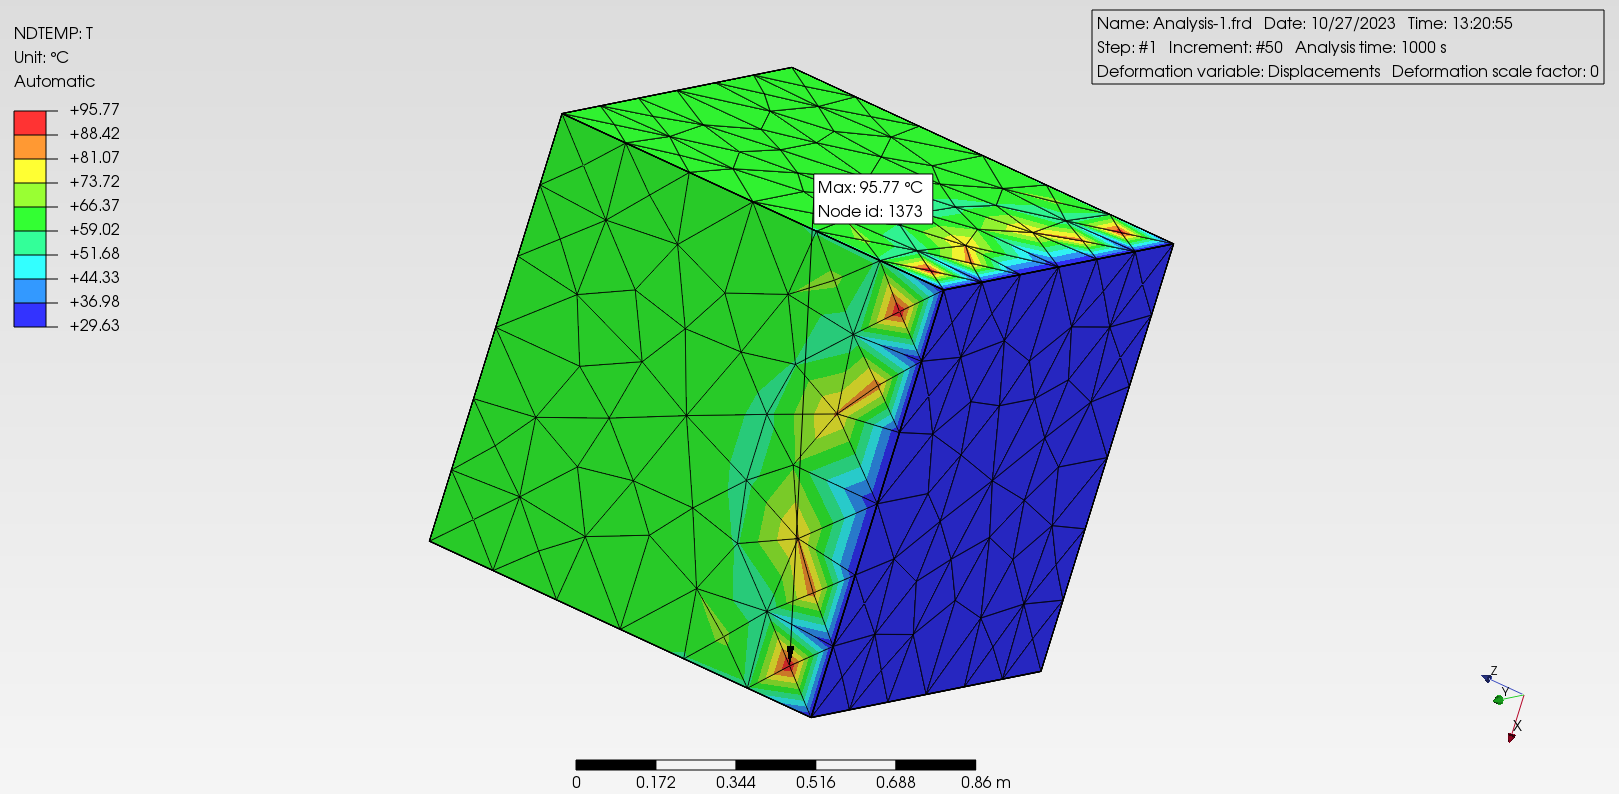 NDTEMP: T
Unit: °C
Automatic
+95.77
+88.42
+81.07
+73.72
+66.37
+59.02
+51.68
+44.33
+36.98
+29.63
Name: Analysis-1.frd Date: 10/27/2023 Time: 13:20:55
Step: #1 Increment: #50 Analysis time: 1000 s
Deformation variable: Displacements Deformation scale factor: 0
Max: 95.77 °C
Node id: 1373
Z
Y
X
0 0.172 0.344 0.516 0.688 0.86 m